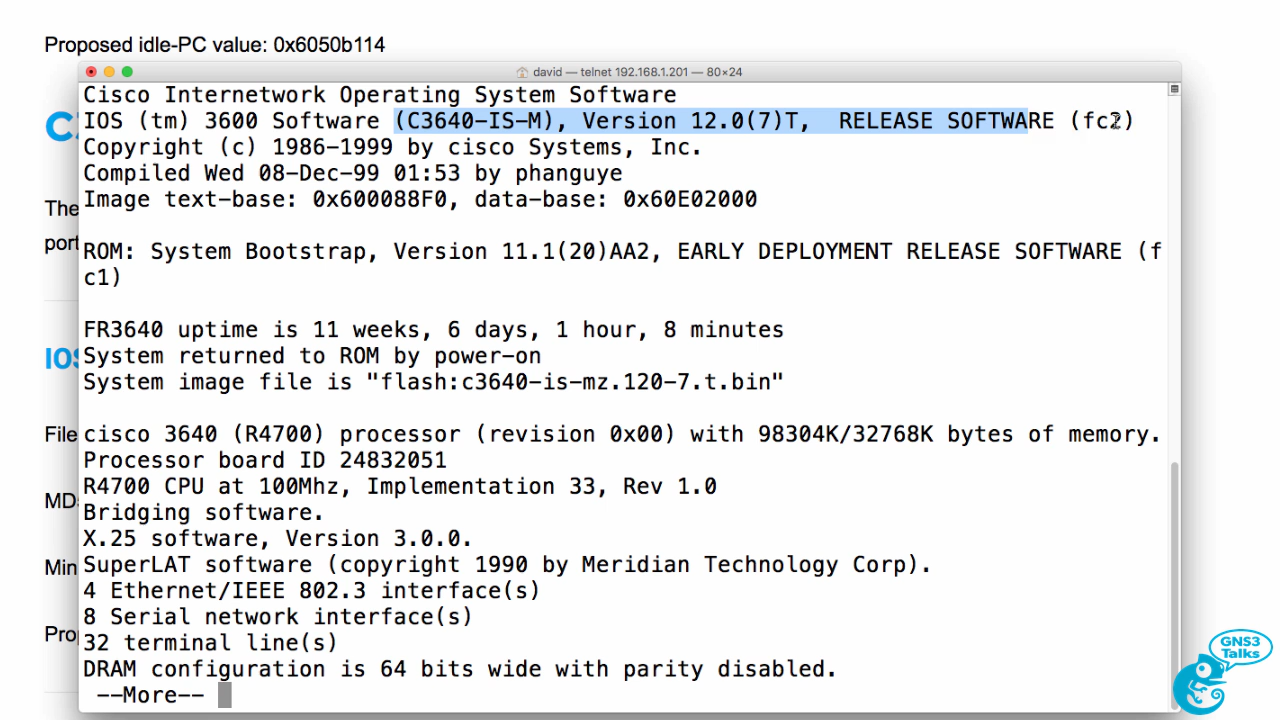 Proposed idle-PC value: 0x6050b114
david — telnet 192.168.1.201 — 80×24
Cisco Internetwork Operating System Software
IOS (tm) 3600 Software (C3640-IS-M), Version 12.0(7)T,  RELEASE SOFTWARE (fc2)
Copyright (c) 1986-1999 by cisco Systems, Inc.
Compiled Wed 08-Dec-99 01:53 by phanguye
Image text-base: 0x600088F0, data-base: 0x60E02000
The
port
ROM: System Bootstrap, Version 11.1(20)AA2, EARLY DEPLOYMENT RELEASE SOFTWARE (f
c1)
FR3640 uptime is 11 weeks, 6 days, 1 hour, 8 minutes
System returned to ROM by power-on
IOS
System image file is "flash:c3640-is-mz.120-7.t.bin"
File
cisco 3640 (R4700) processor (revision 0x00) with 98304K/32768K bytes of memory.
Processor board ID 24832051
R4700 CPU at 100Mhz, Implementation 33, Rev 1.0
Bridging software.
X.25 software, Version 3.0.0.
SuperLAT software (copyright 1990 by Meridian Technology Corp).
Min
4 Ethernet/IEEE 802.3 interface(s)
8 Serial network interface(s)
32 terminal line(s)
DRAM configuration is 64 bits wide with parity disabled.
--More--
GNS3
Talks